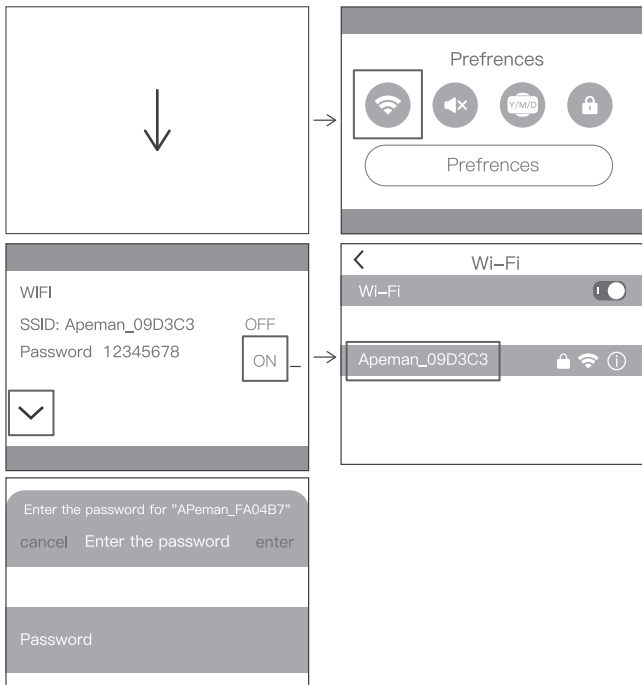 Prefrences
Y/M/D
Prefrences
WIFI
SSID: Apeman_09D3C3 OFF
Password 12345678 ON
Wi-Fi
Wi-Fi
Apeman_09D3C3
Enter the password for "APeman_FA04B7"
cancel Enter the password enter
Password